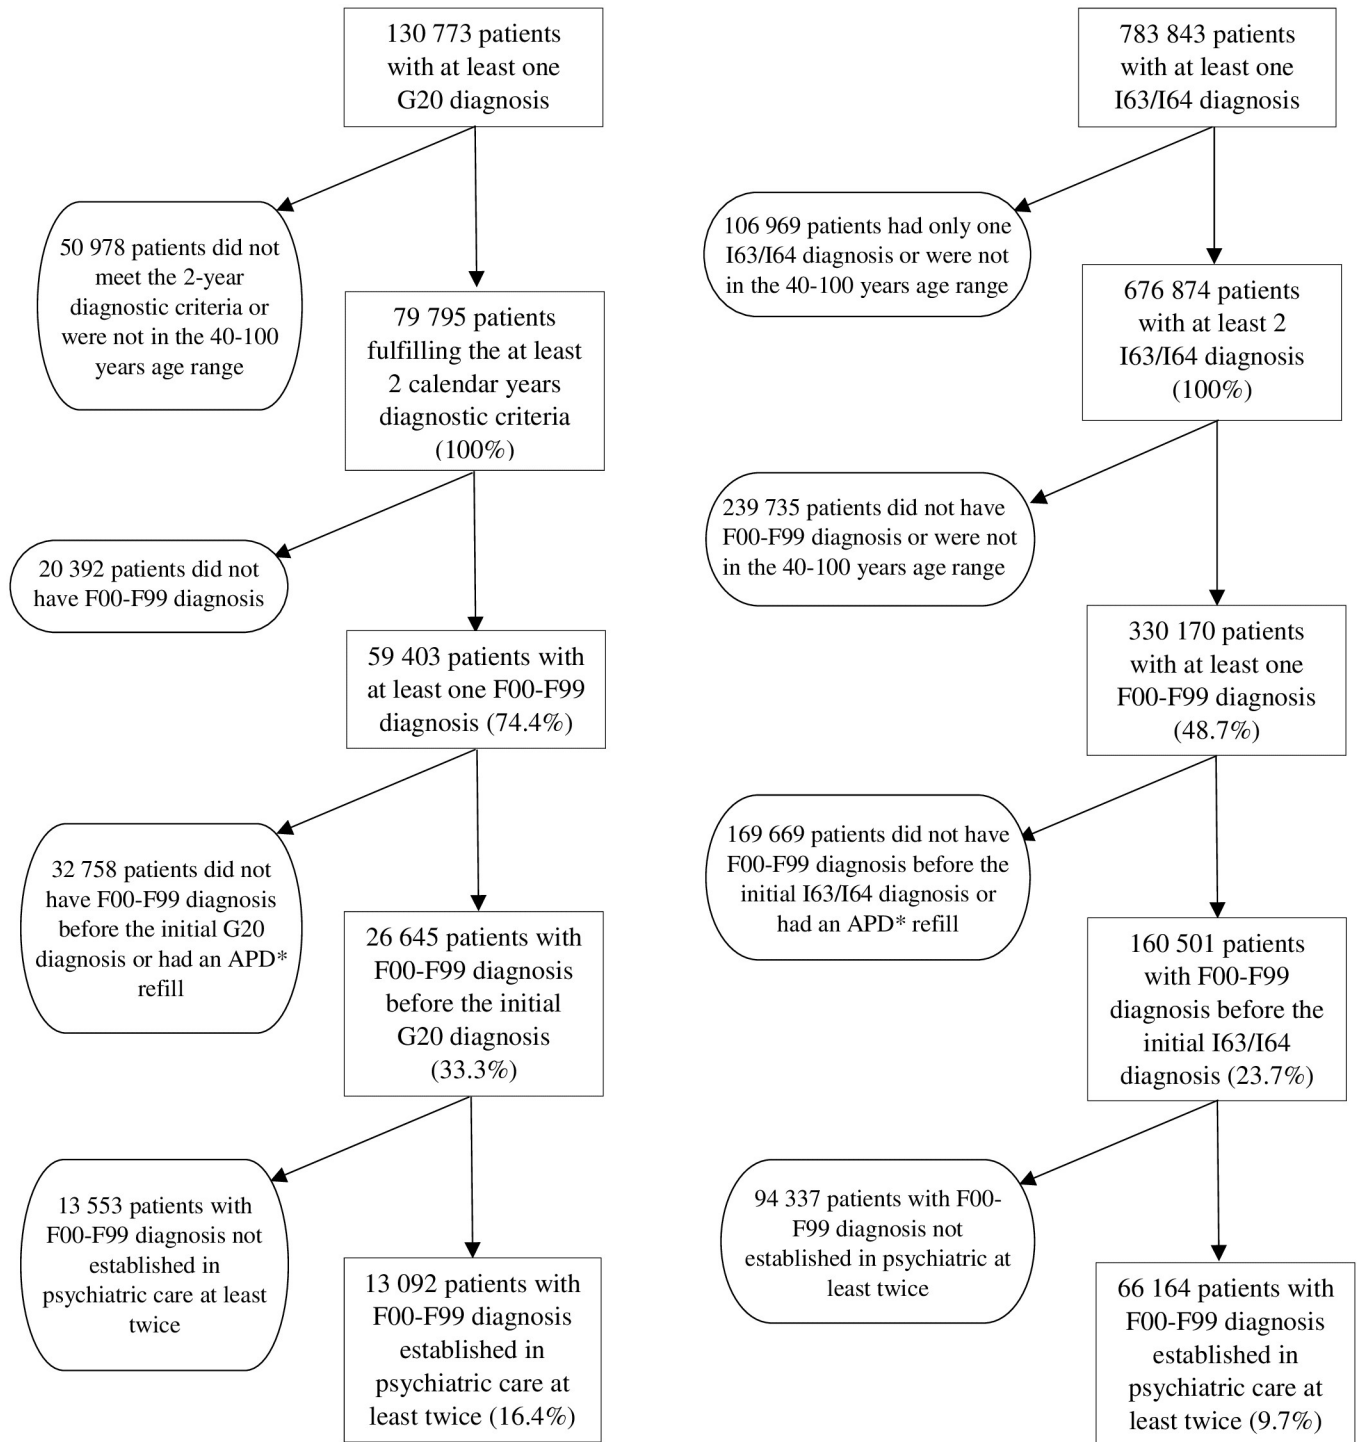 130 773 patients
with at least one
G20 diagnosis
50 978 patients did not
meet the 2-year
diagnostic criteria or
were not in the 40-100
years age range
79 795 patients
fulfilling the at least
2 calendar years
diagnostic criteria
(100%)
20 392 patients did not
have F00-F99 diagnosis
59 403 patients with
at least one F00-F99
diagnosis (74.4%)
32 758 patients did not
have F00-F99 diagnosis
before the initial G20
diagnosis or had an APD*
refill
26 645 patients with
F00-F99 diagnosis
before the initial
G20 diagnosis
(33.3%)
13 553 patients with
F00-F99 diagnosis not
established in
psychiatric care at least
twice
13 092 patients with
F00-F99 diagnosis
established in
psychiatric care at
least twice (16.4%)
783 843 patients
with at least one
I63/I64 diagnosis
106 969 patients had only one
I63/I64 diagnosis or were not
in the 40-100 years age range
676 874 patients
with at least 2
I63/I64 diagnosis
(100%)
239 735 patients did not have
F00-F99 diagnosis or were not
in the 40-100 years age range
330 170 patients
with at least one
F00-F99 diagnosis
(48.7%)
169 669 patients did not have
F00-F99 diagnosis before the
initial I63/I64 diagnosis or
had an APD* refill
160 501 patients
with F00-F99
diagnosis before the
initial I63/I64
diagnosis (23.7%)
94 337 patients with F00-
F99 diagnosis not
established in psychiatric at
least twice
66 164 patients with
F00-F99 diagnosis
established in
psychiatric care at
least twice (9.7%)